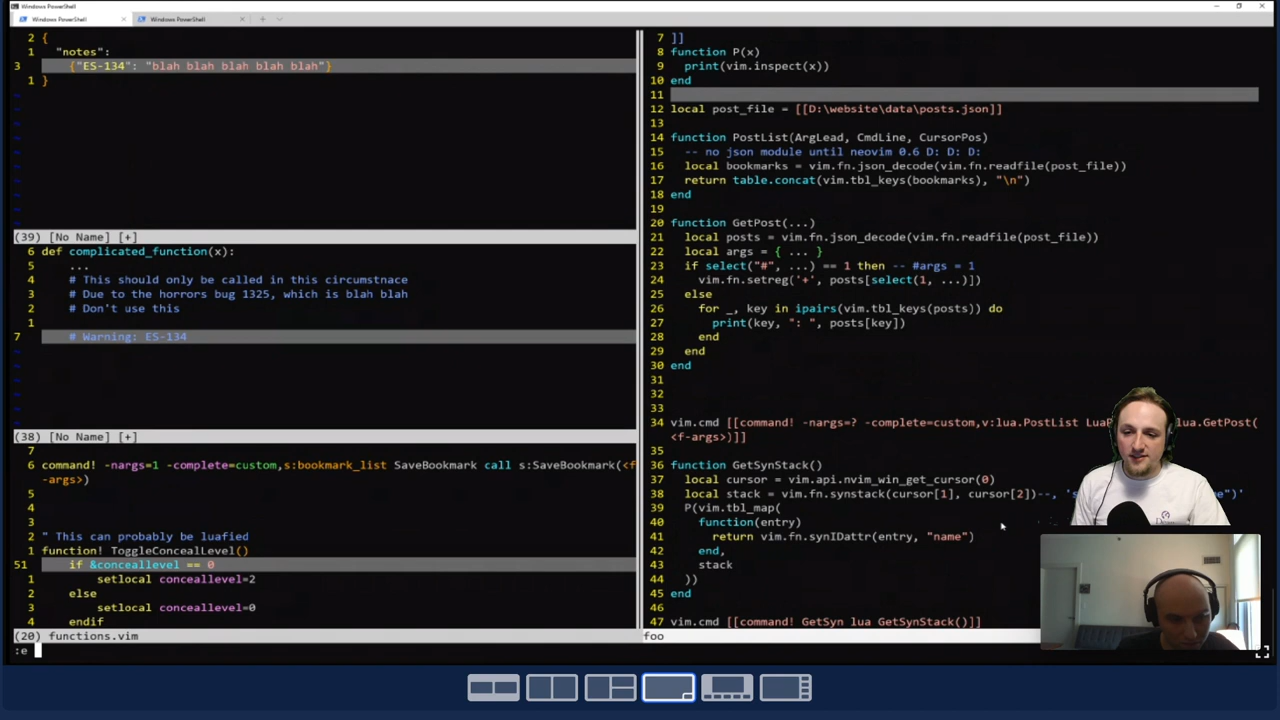 Windows PowerShell
Windows PowerShell
Windows PowerShell
2 {
1 "notes":
3 {"ES-134": "blah blah blah blah blah"}
1 }
(39) [No Name] [+]
6 def complicated_function(x):
5 ...
4 # This should only be called in this circumstnace
3 # Due to the horrors bug 1325, which is blah blah
2 # Don't use this
1
7 # Warning: ES-134
(38) [No Name] [+]
7
6 command! -nargs=1 -complete=custom,s:bookmark_list SaveBookmark call s:SaveBookmark(<f
-args>)
5
4
3
2 " This can probably be luafied
1 function! ToggleConcealLevel()
51 if &conceallevel == 0
1 setlocal conceallevel=2
2 else
3 setlocal conceallevel=0
4 endif
(20) functions.vim
:e
7 ]]
8 function P(x)
9 print(vim.inspect(x))
10 end
11
12 local post_file = [[D:\website\data\posts.json]]
13
14 function PostList(ArgLead, CmdLine, CursorPos)
15 -- no json module until neovim 0.6 D: D: D:
16 local bookmarks = vim.fn.json_decode(vim.fn.readfile(post_file))
17 return table.concat(vim.tbl_keys(bookmarks), "\n")
18 end
19
20 function GetPost(...)
21 local posts = vim.fn.json_decode(vim.fn.readfile(post_file))
22 local args = { ... }
23 if select("#", ...) == 1 then -- #args = 1
24 vim.fn.setreg('+', posts[select(1, ...)])
25 else
26 for _, key in ipairs(vim.tbl_keys(posts)) do
27 print(key, ": ", posts[key])
28 end
29 end
30 end
31
32
33
34 vim.cmd [[command! -nargs=? -complete=custom,v:lua.PostList lua.GetPost(
<f-args>)]]
35
36 function GetSynStack()
37 local cursor = vim.api.nvim_win_get_cursor(0)
38 local stack = vim.fn.synstack(cursor[1], cursor[2])--, 's
39 P(vim.tbl_map(
40 function(entry)
41 return vim.fn.synIDattr(entry, "name")
42 end,
43 stack
44 ))
45 end
46
47 vim.cmd [[command! GetSyn lua GetSynStack()]]
foo